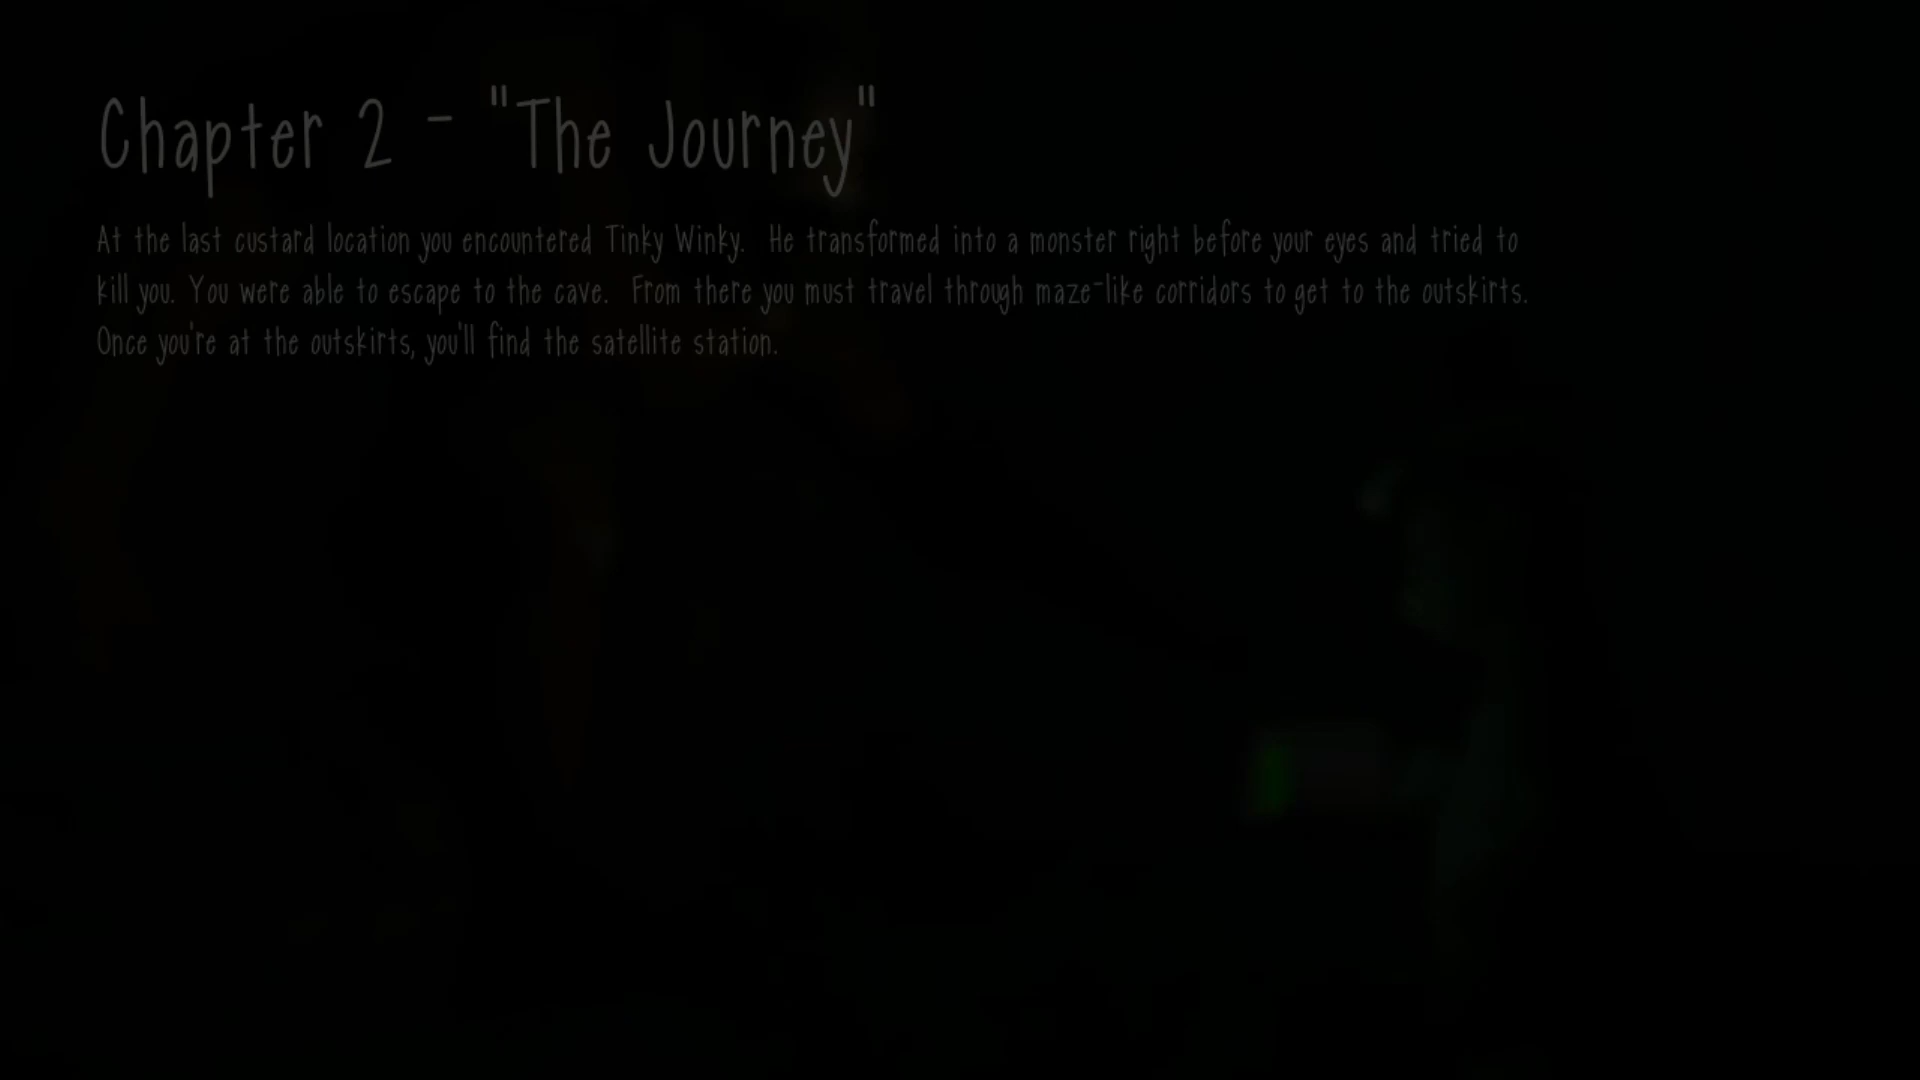 Chapter 2 - "The Journey"
At the last custard location you encountered Tinky Winky.  He transformed into a monster right before your eyes and tried to
kill you. You were able to escape to the cave.  From there you must travel through maze-like corridors to get to the outskirts.
Once you're at the outskirts, you'll find the satellite station.